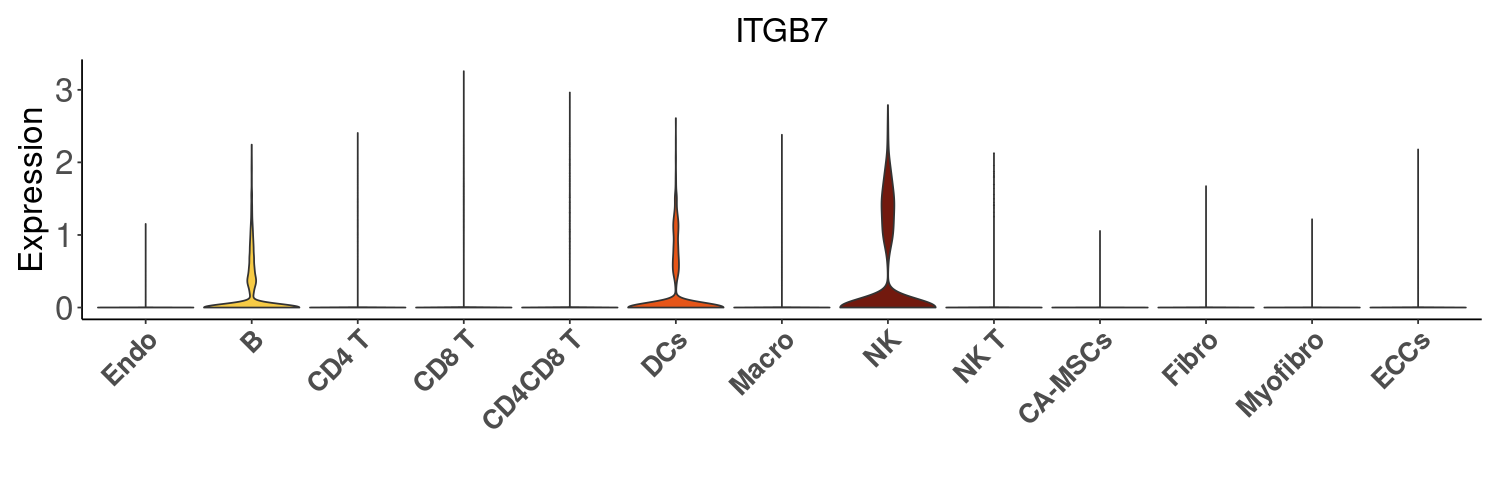 ITGB7
Expression
3
2
1
0
Endo
B
CD4 T
CD8 T
CD4CD8 T
DCs
Macro
NK
NK T
CA-MSCs
Fibro
Myofibro
ECCs